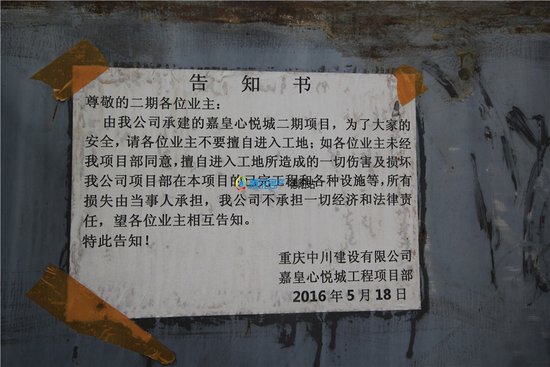 告知书
尊敬的二期各位业主：
由我公司承建的嘉皇心悦城二期项目，为了大家的
安全，请各位业主不要擅自进入工地；如各位业主未经
我项目部同意，擅自进入工地所造成的一切伤害及损坏
我公司项目部在本项目的已完工程和各种设施等，所有
损失由当事人承担，我公司不承担一切经济和法律责
任，望各位业主相互告知。
特此告知！
重庆中川建设有限公司
嘉皇心悦城工程项目部
2016年5月18日